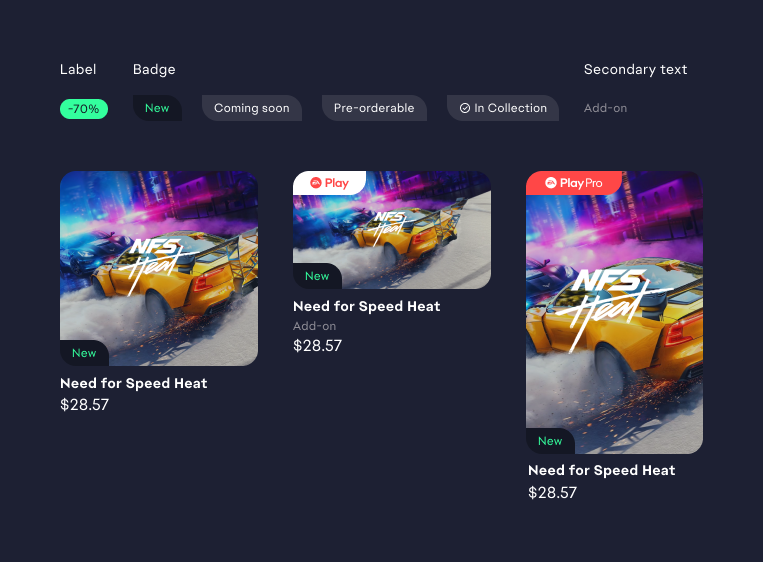 Label
Badge
Secondary text
-70%
New
Coming soon
Pre-orderable
In Collection
Add-on
NFS
Heat
New
Need for Speed Heat
$28.57
EA Play
NFS
Heat
New
Need for Speed Heat
Add-on
$28.57
EA Play Pro
NFS
Heat
New
Need for Speed Heat
$28.57